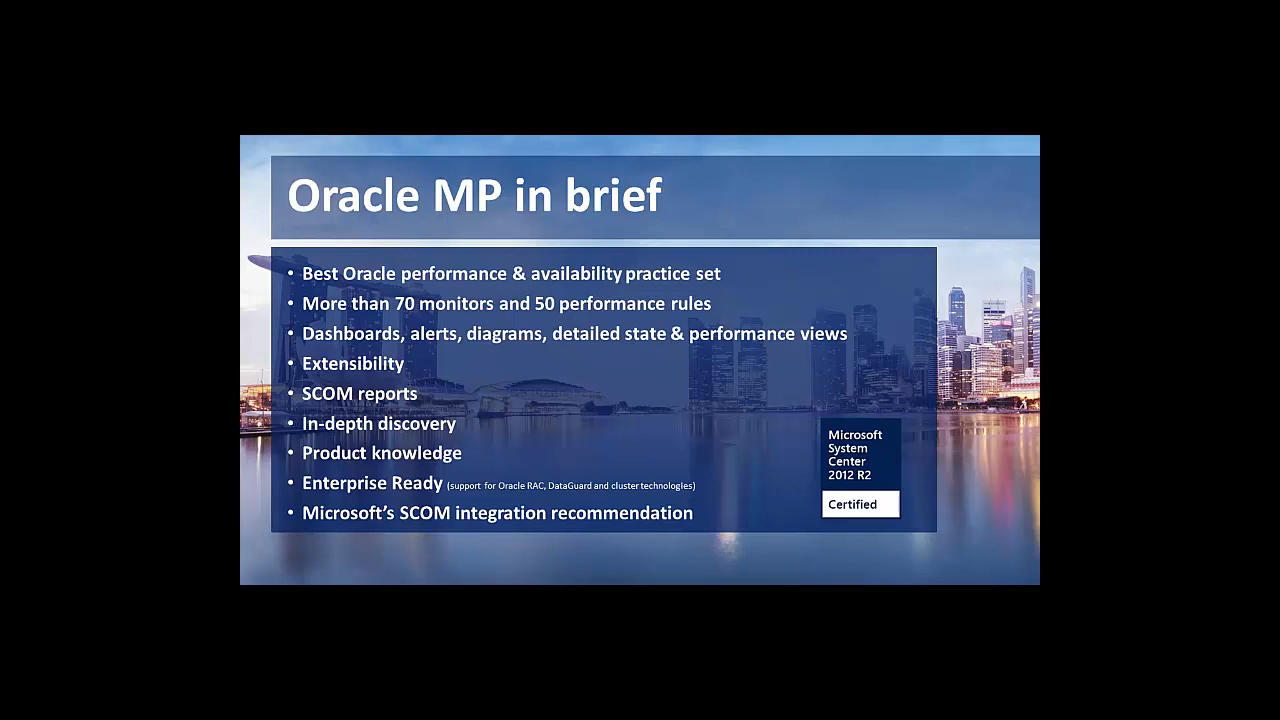 Oracle MP in brief
• Best Oracle performance & availability practice set
• More than 70 monitors and 50 performance rules
• Dashboards, alerts, diagrams, detailed state & performance views
• Extensibility
• SCOM reports
• In-depth discovery
• Product knowledge
• Enterprise Ready (support for Oracle RAC, DataGuard and cluster technologies)
• Microsoft’s SCOM integration recommendation
Microsoft
System
Center
2012 R2
Certified